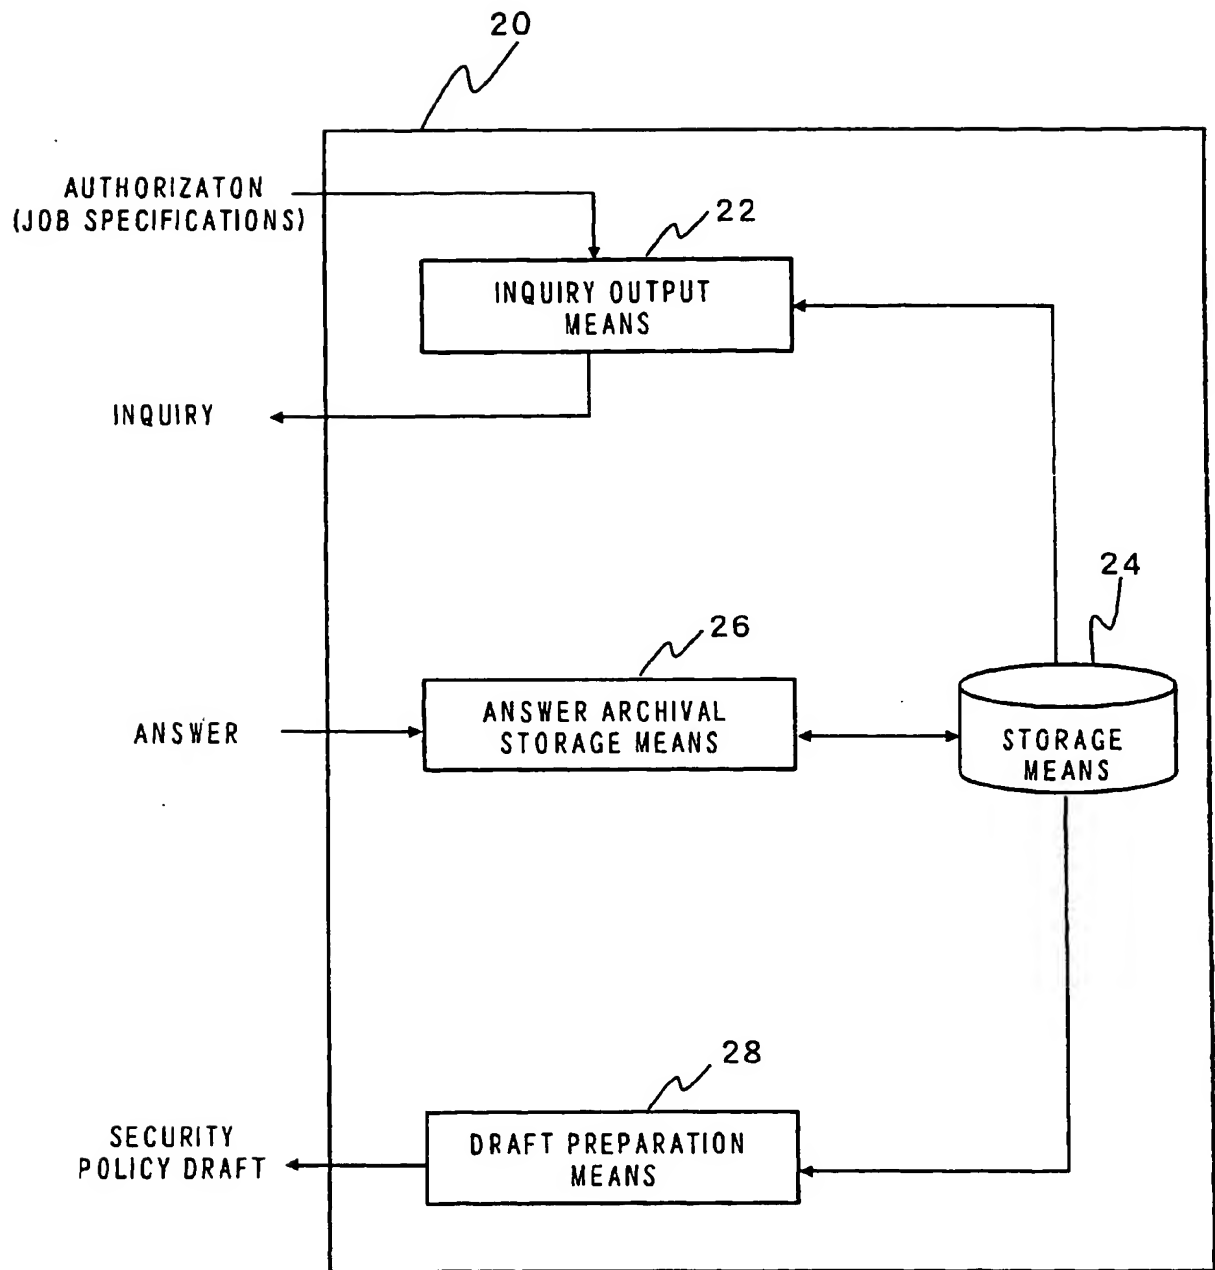 20
AUTHORIZATON
(JOB SPECIFICATIONS)
22
INQUIRY OUTPUT
MEANS
INQUIRY
24
26
ANSWER ARCHIVAL
STORAGE MEANS
ANSWER
STORAGE
MEANS
28
SECURITY
POLICY DRAFT
DRAFT PREPARATION
MEANS